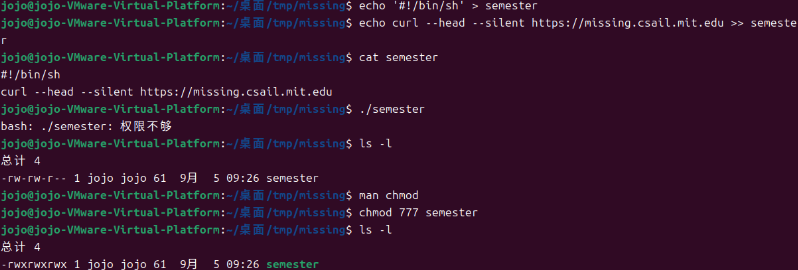 jojo@jojo-VMware-Virtual-Platform:~/桌面/tmp/missing$ echo '#!/bin/sh' > semester
jojo@jojo-VMware-Virtual-Platform:~/桌面/tmp/missing$ echo curl --head --silent https://missing.csail.mit.edu >> semeste
r
jojo@jojo-VMware-Virtual-Platform:~/桌面/tmp/missing$ cat semester
#!/bin/sh
curl --head --silent https://missing.csail.mit.edu
jojo@jojo-VMware-Virtual-Platform:~/桌面/tmp/missing$ ./semester
bash: ./semester: 权限不够
jojo@jojo-VMware-Virtual-Platform:~/桌面/tmp/missing$ ls -l
总计 4
-rw-rw-r-- 1 jojo jojo 61  9月  5 09:26 semester
jojo@jojo-VMware-Virtual-Platform:~/桌面/tmp/missing$ man chmod
jojo@jojo-VMware-Virtual-Platform:~/桌面/tmp/missing$ chmod 777 semester
jojo@jojo-VMware-Virtual-Platform:~/桌面/tmp/missing$ ls -l
总计 4
-rwxrwxrwx 1 jojo jojo 61  9月  5 09:26 semester